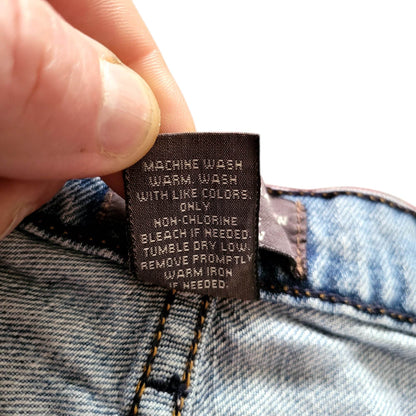 MACHINE WASH
WARM. WASH
WITH LIKE COLORS.
ONLY
NON-CHLORINE
BLEACH IF NEEDED.
TUMBLE DRY LOW.
REMOVE PROMPTLY
WARM IRON
IF NEEDED.